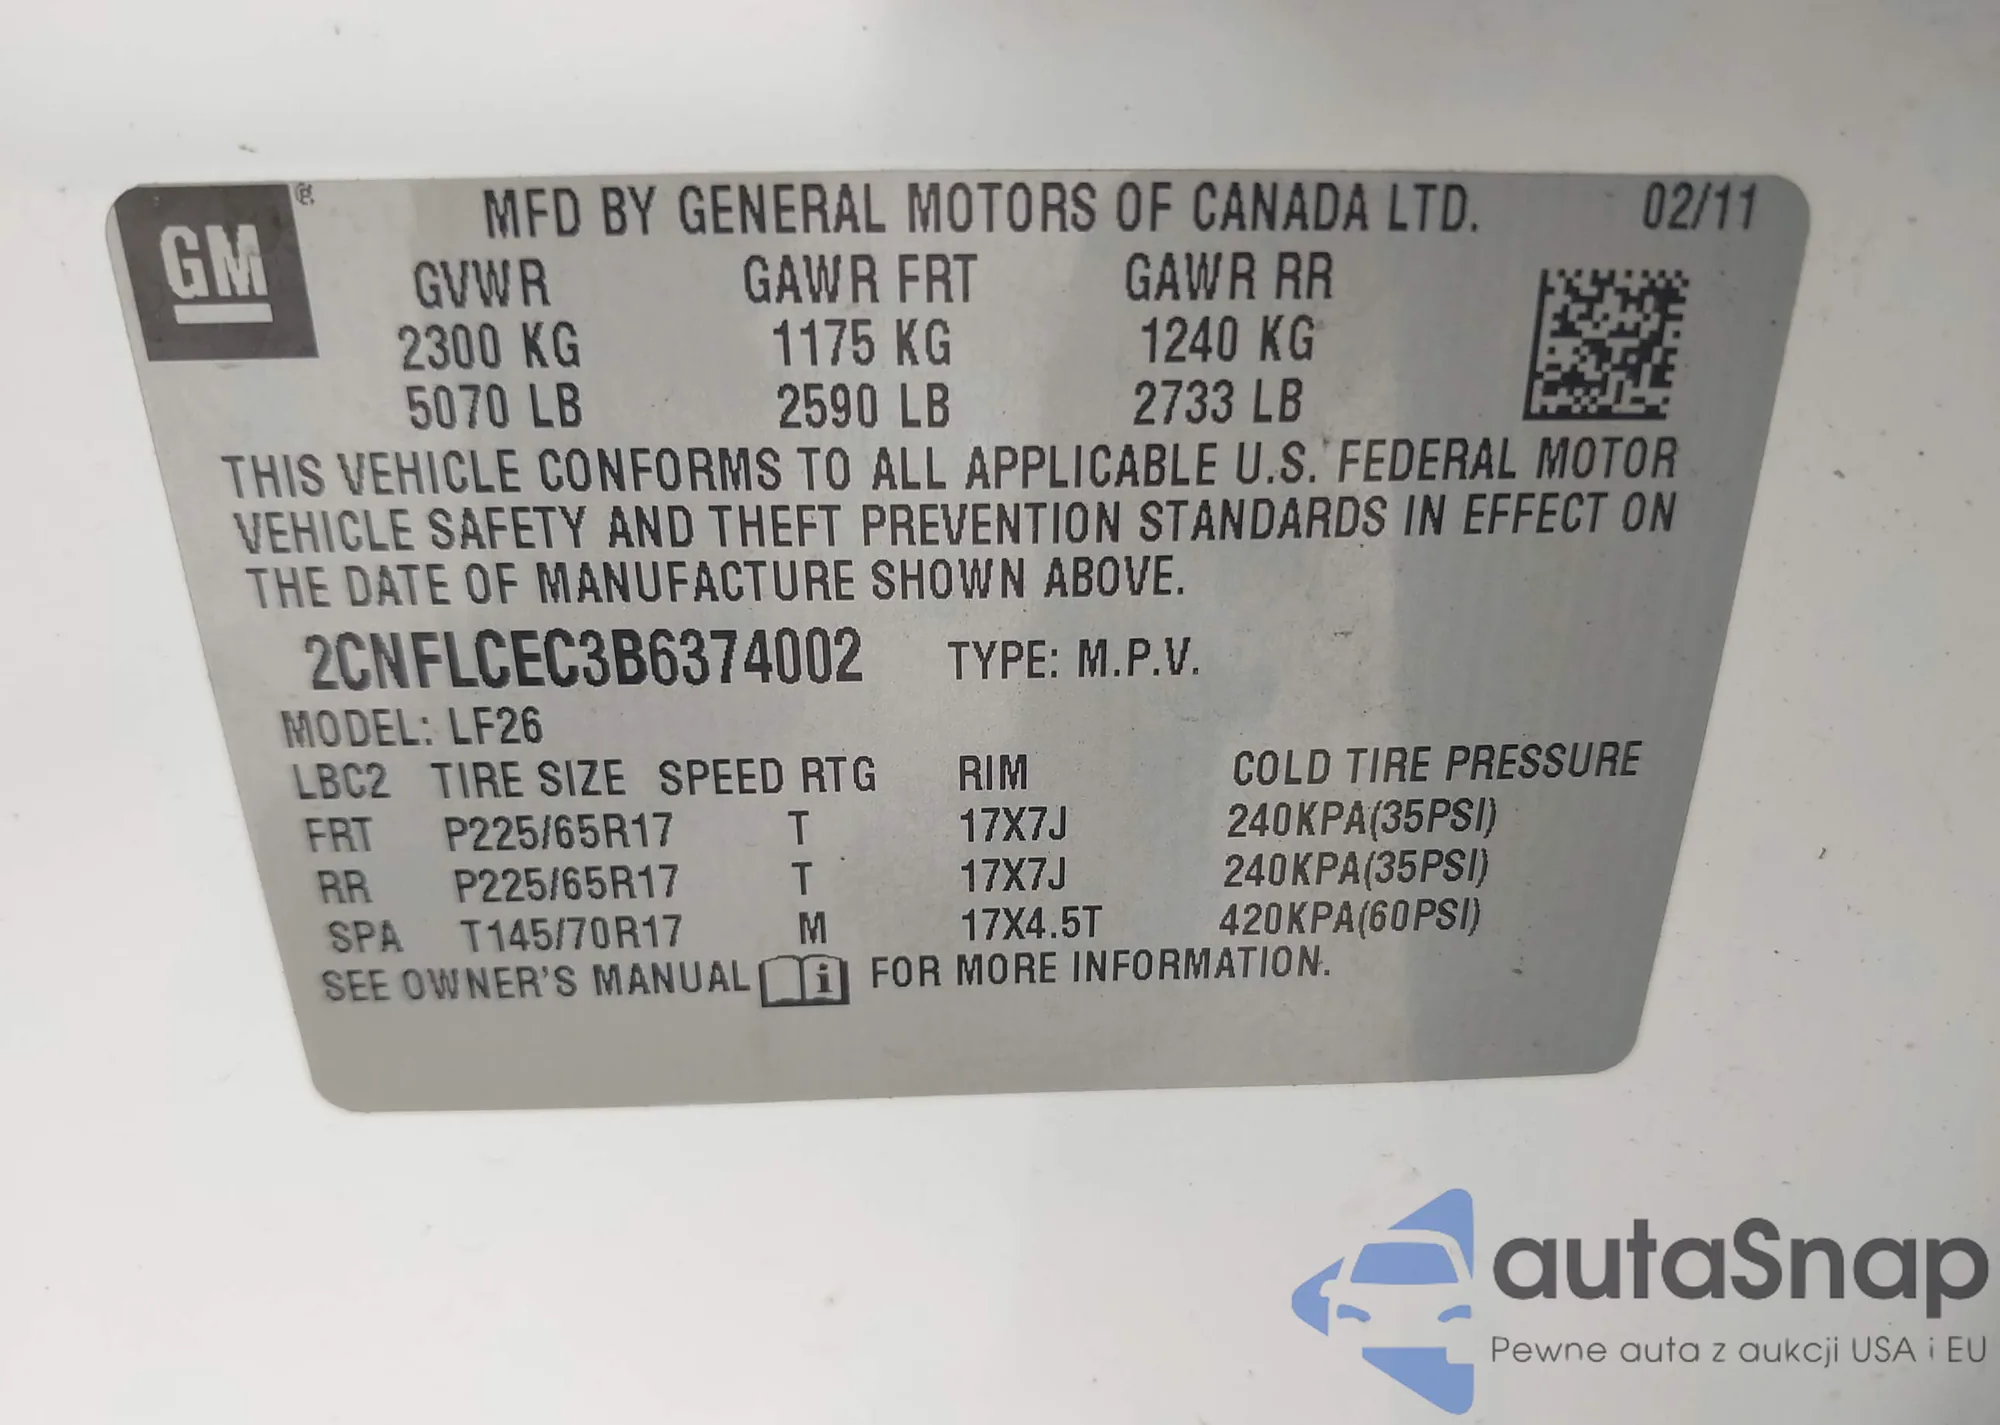 GM ®
MFD BY GENERAL MOTORS OF CANADA LTD. 02/11
GVWR GAWR FRT GAWR RR
2300 KG 1175 KG 1240 KG
5070 LB 2590 LB 2733 LB
THIS VEHICLE CONFORMS TO ALL APPLICABLE U.S. FEDERAL MOTOR
VEHICLE SAFETY AND THEFT PREVENTION STANDARDS IN EFFECT ON
THE DATE OF MANUFACTURE SHOWN ABOVE.
2CNFLCEC3B6374002 TYPE: M.P.V.
MODEL: LF26
LBC2 TIRE SIZE SPEED RTG RIM COLD TIRE PRESSURE
FRT P225/65R17 T 17X7J 240KPA(35PSI)
RR P225/65R17 T 17X7J 240KPA(35PSI)
SPA T145/70R17 M 17X4.5T 420KPA(60PSI)
SEE OWNER'S MANUAL i FOR MORE INFORMATION.
autaSnap
Pewne auta z aukcji USA i EU